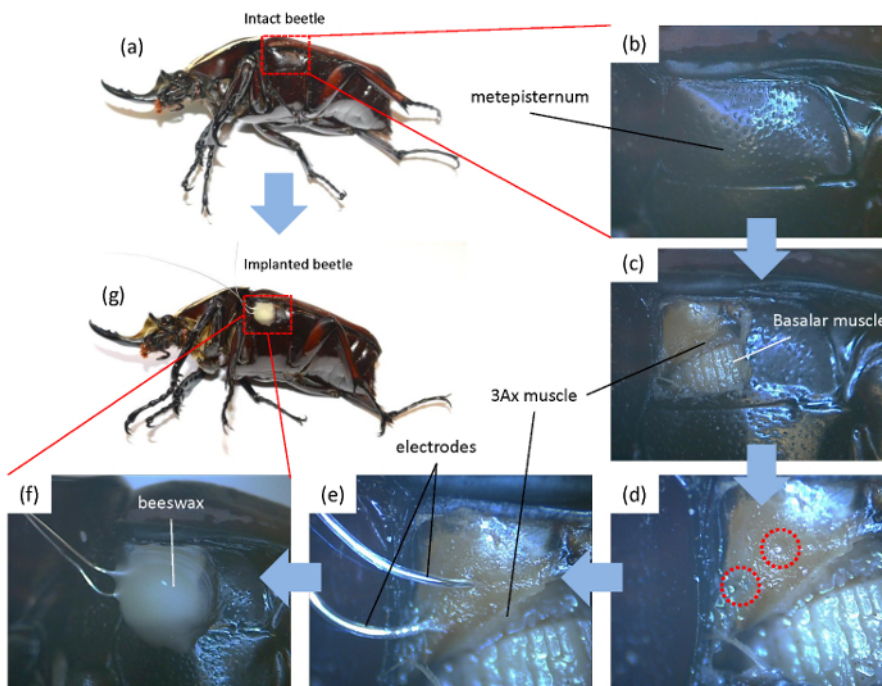 Intact beetle
(a)
(b)
metepisternum
(c)
Implanted beetle
(g)
Basalar muscle
3Ax muscle
electrodes
(f)
beeswax
(e)
(d)